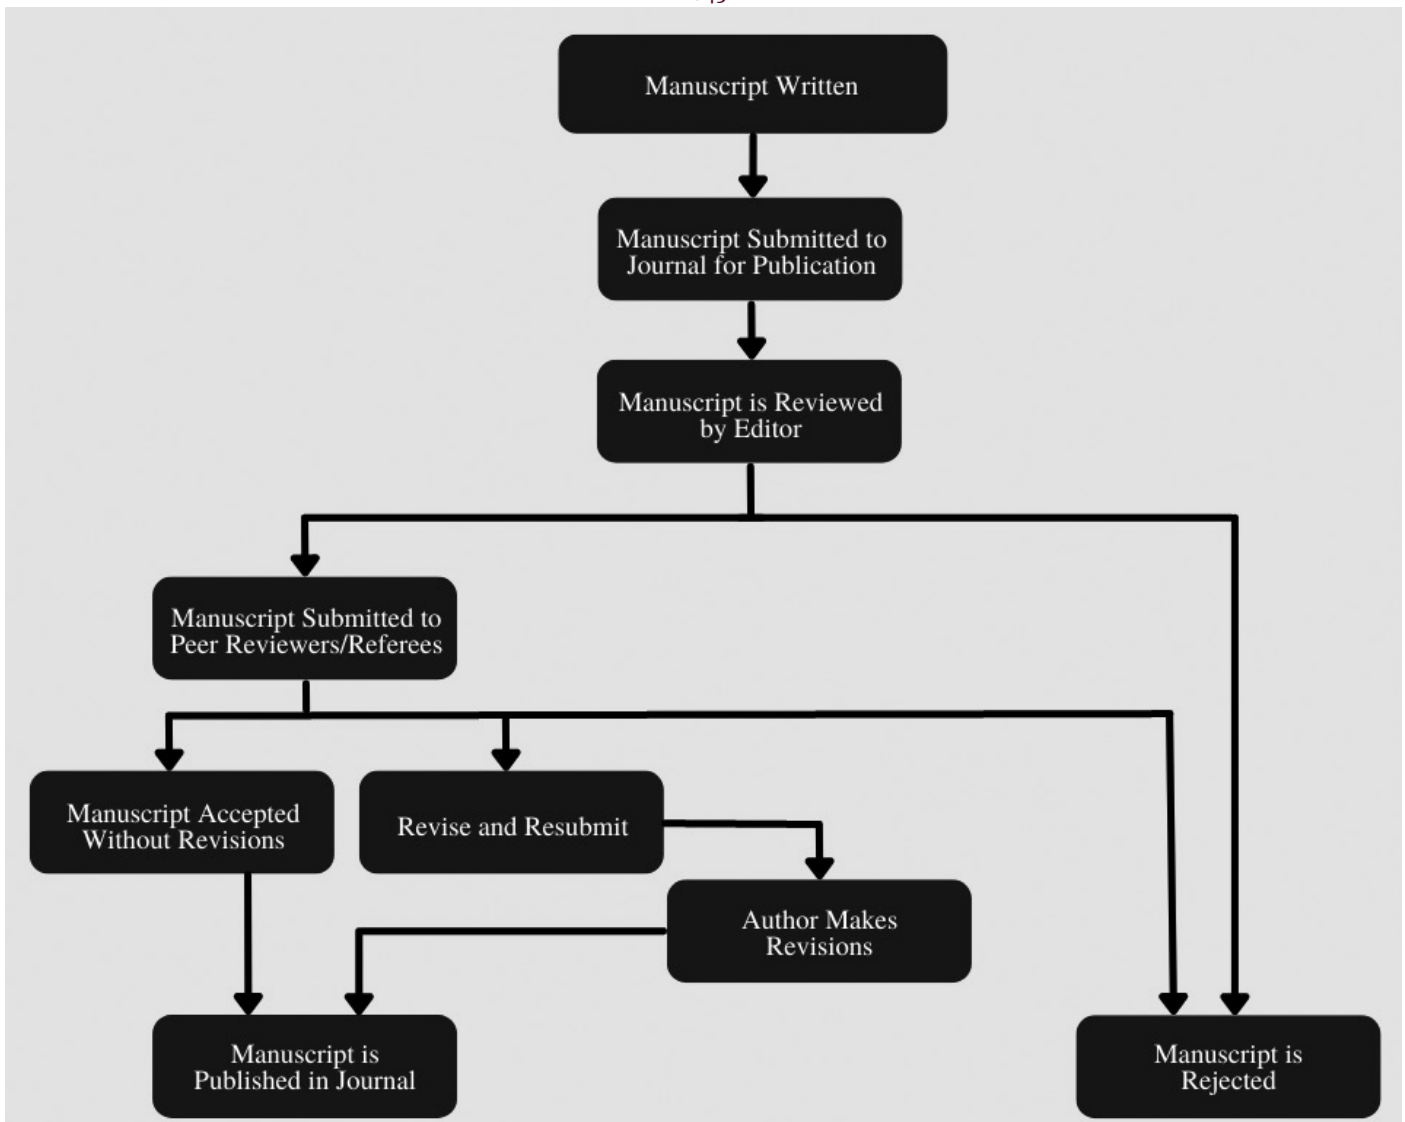 Manuscript Written
Manuscript Submitted to
Journal for Publication
Manuscript is Reviewed
by Editor
Manuscript Submitted to
Peer Reviewers/Referees
Manuscript Accepted
Without Revisions
Revise and Resubmit
Author Makes
Revisions
Manuscript is
Published in Journal
Manuscript is
Rejected